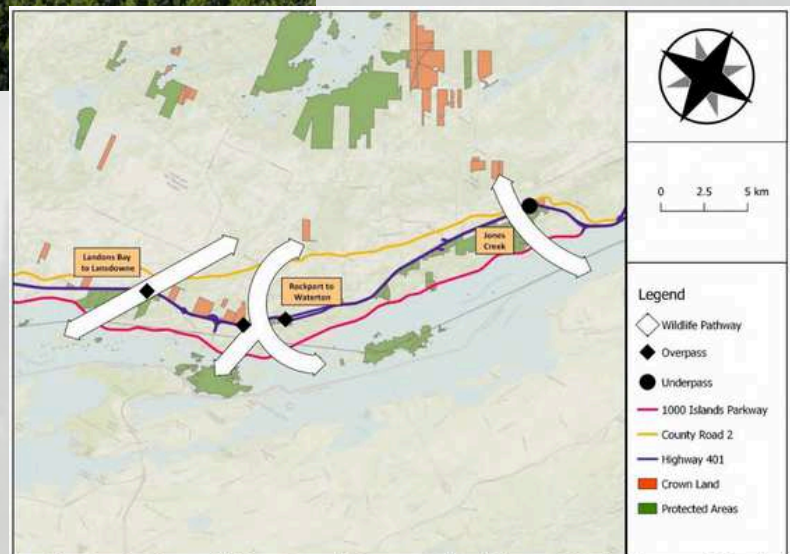 Landons Bay
to Lansdowne
Rockport to
Waterton
Jones
Creek
0 2.5 5 km
Legend
Wildlife Pathway
Overpass
Underpass
1000 Islands Parkway
County Road 2
Highway 401
Crown Land
Protected Areas